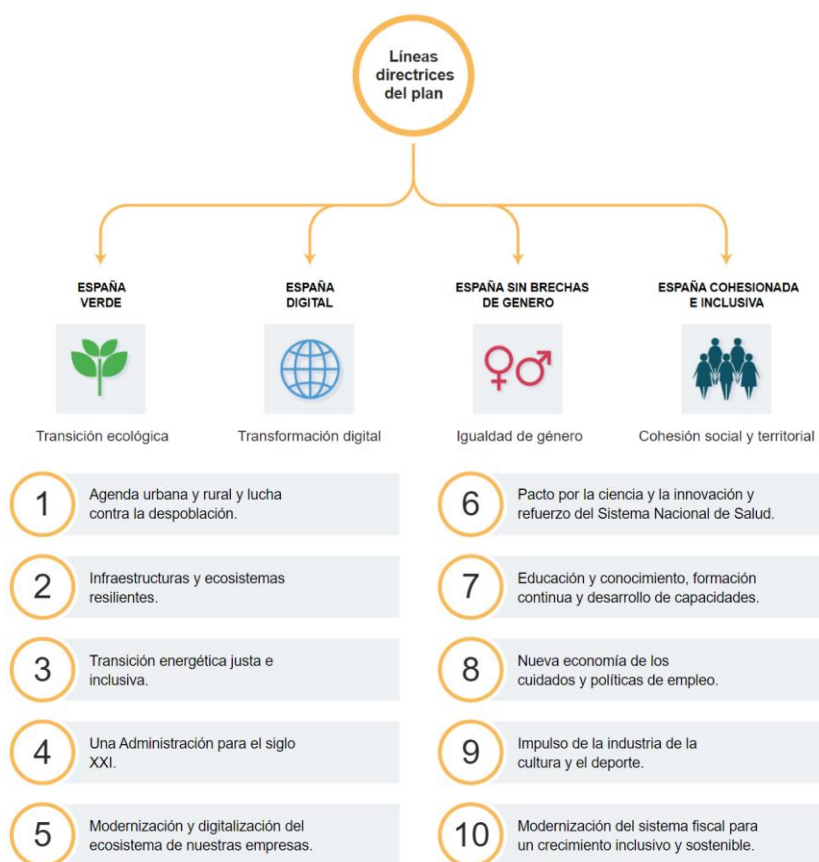 Líneas
directrices
del plan
ESPAÑA
VERDE
ESPAÑA
DIGITAL
ESPAÑA SIN BRECHAS
DE GENERO
ESPAÑA COHESIONADA
E INCLUSIVA
Transición ecológica
Transformación digital
Igualdad de género
Cohesión social y territorial
1
Agenda urbana y rural y lucha
contra la despoblación.
2
Infraestructuras y ecosistemas
resilientes.
3
Transición energética justa e
inclusiva.
4
Una Administración para el siglo
XXI.
5
Modernización y digitalización del
ecosistema de nuestras empresas.
6
Pacto por la ciencia y la innovación y
refuerzo del Sistema Nacional de Salud.
7
Educación y conocimiento, formación
continua y desarrollo de capacidades.
8
Nueva economía de los
cuidados y políticas de empleo.
9
Impulso de la industria de la
cultura y el deporte.
10
Modernización del sistema fiscal para
un crecimiento inclusivo y sostenible.